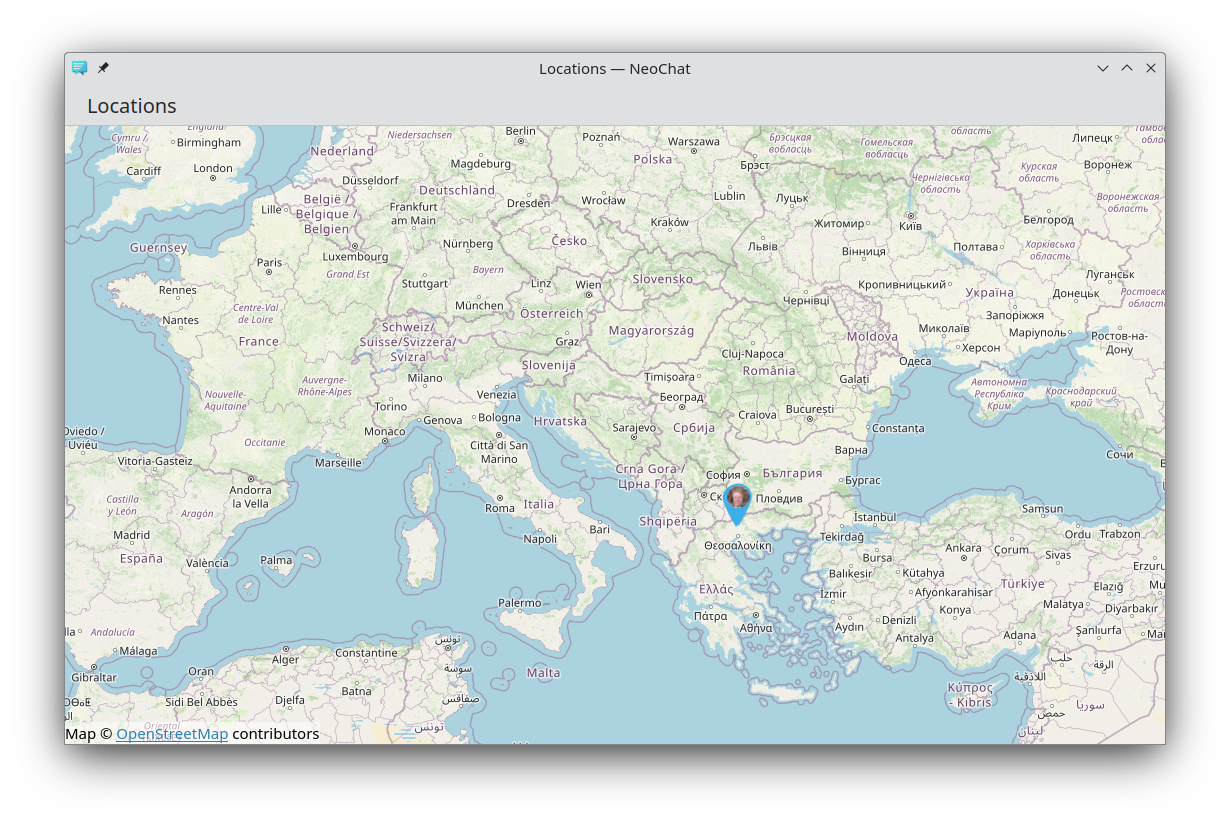 Locations — NeoChat
Locations
England
Cymru /
Wales
Birmingham
Cardiff
London
Nederland
Niedersachsen
Berlin
Poznań
Warszawa
Брэсцкая
вобласць
Гомельская
вобласць
область
Липецк
Magdeburg
Polska
Брэст
Чернігівська
область
Курская
область
Воронеж
Düsseldorf
Deutschland
Dresden
Wrocław
Lublin
Луцьк
Воронежская
область
België /
Belgique /
Belgien
Lille
Frankfurt
am Main
Kraków
Житомир
Київ
Белгород
Guernsey
Luxembourg
Nürnberg
Česko
Львів
Вінниця
Полтава
Харківська
область
Paris
Grand Est
Stuttgart
Bayern
Linz
Wien
Slovensko
Кропивницький
Україна
Луганськ
Донецьк
Rennes
Centre-Val
de Loire
München
Österreich
Чернівці
Запоріжжя
Nantes
France
Schweiz/
Suisse/Svizzera/
Svizra
Graz
Magyarország
Moldova
Миколаїв
Маріуполь
Ростов-на-
Дону
Херсон
Cluj-Napoca
Одеса
Slovenija
România
Milano
Timișoara
Galați
Auvergne-
Rhône-Alpes
Автономна
Республіка
Крим
Краснодарский
край
Nouvelle-
Aquitaine
Torino
Venezia
Београд
Craiova
București
Genova
Bologna
Hrvatska
Sarajevo
Србија
Constanța
Oviedo /
Uviéu
Monaco
Occitanie
Città di San
Marino
Варна
Сочи
Vitoria-Gasteiz
Marseille
Crna Gora /
Црна Гора
София
България
Бургас
Andorra
la Vella
Castilla
y León
Aragón
Roma
Italia
Пловдив
Samsun
Madrid
Bari
Shqipëria
İstanbul
Ordu
Trabzon
España
València
Palma
Napoli
Θεσσαλονίκη
Tekirdağ
Bursa
Ankara
Çorum
Sivas
Balıkesir
Kütahya
Türkiye
Elazığ
Palermo
Ελλάς
İzmir
Afyonkarahisar
Malatya
Diyarbakır
Πάτρα
Αθήνα
Konya
Andalucía
Aydın
Denizli
Antalya
Adana
Şanlıurfa
Málaga
Constantine
تونس
Alger
حلب
الرقة
Gibraltar
Oran
Malta
سوسة
اللاذقية
Batna
Κύπρος
- Kıbrıs
Sidi Bel Abbès
Djelfa
صفاقس
سوريا
حمص
Oriental
تونس
لبنان
Map © OpenStreetMap contributors